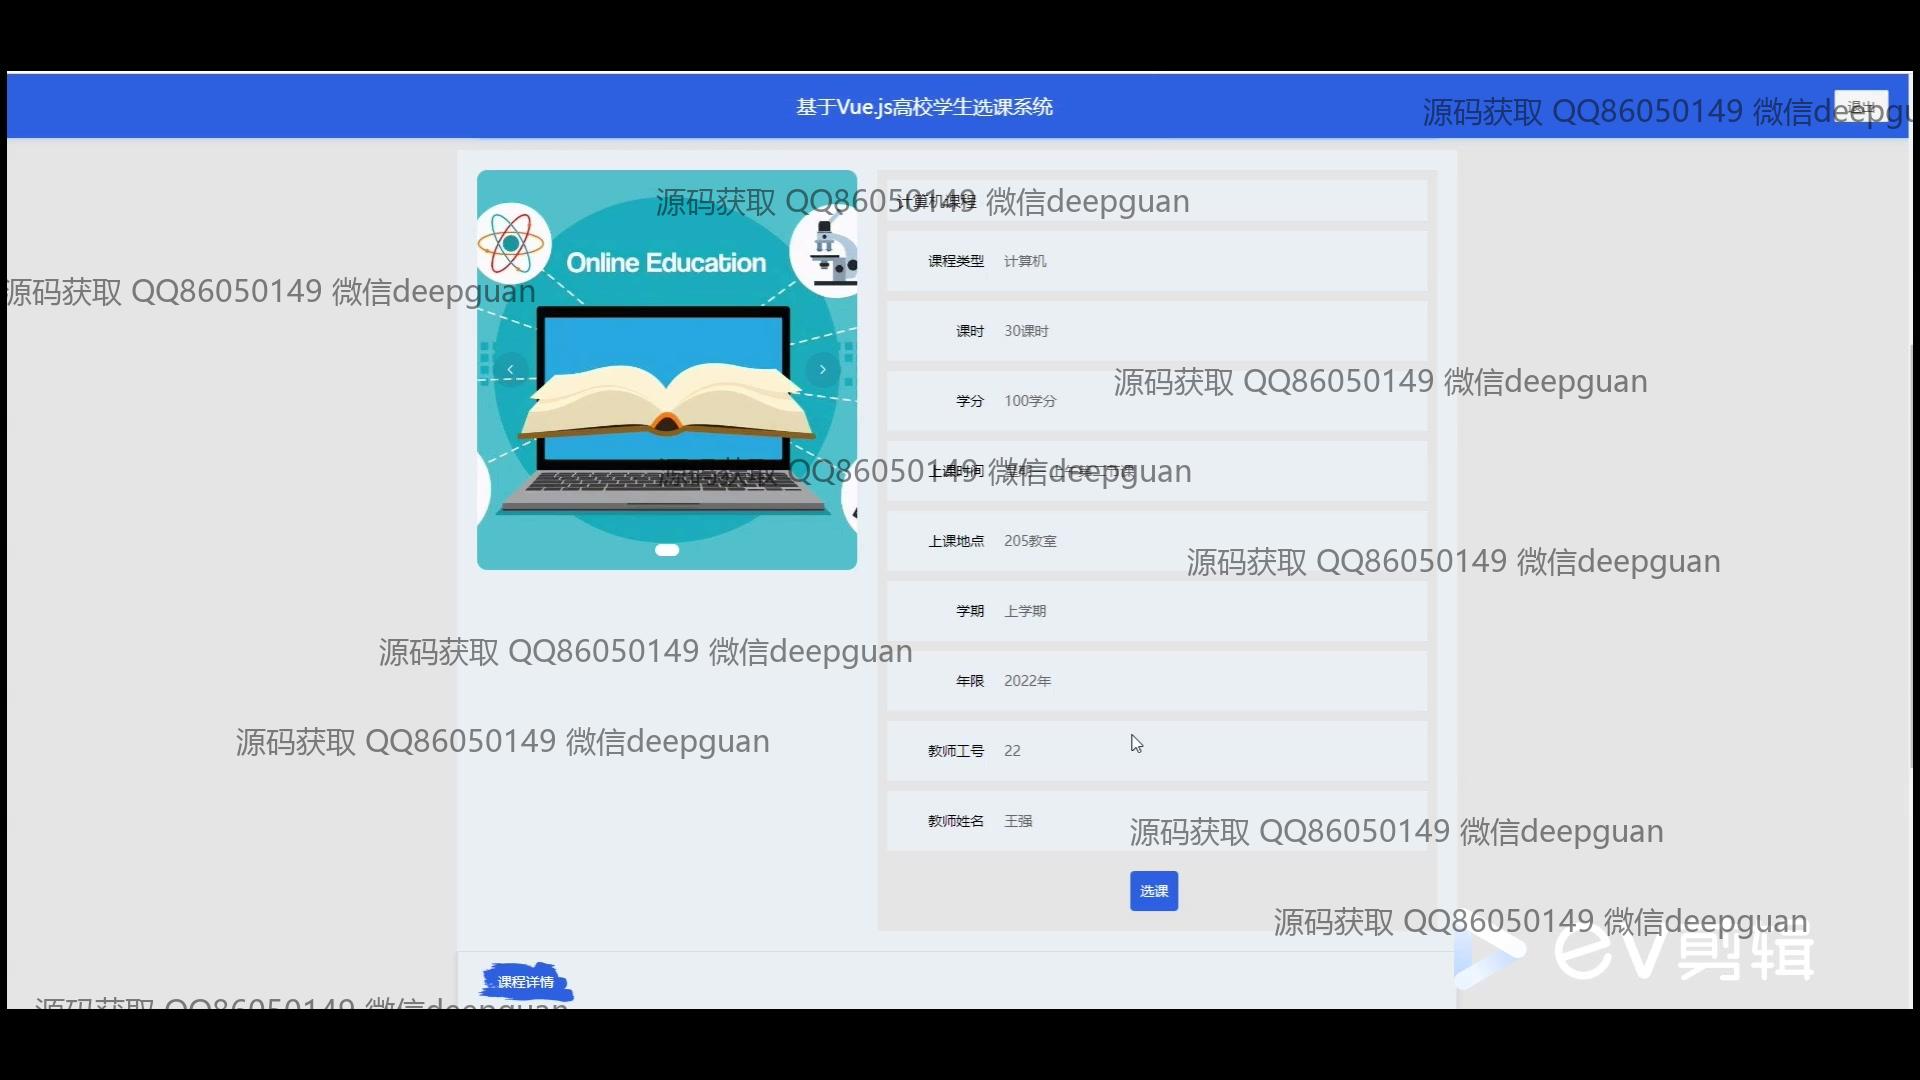 基于Vue.js高校学生选课系统
退出
源码获取 QQ86050149 微信deepgu
计算机课程
源码获取 QQ86050149 微信deepguan
Online Education
课程类型 计算机
源码获取 QQ86050149 微信deepguan
课时 30课时
源码获取 QQ86050149 微信deepguan
学分 100学分
上课时间
源码获取 QQ86050149 微信deepguan
上课地点 205教室
源码获取 QQ86050149 微信deepguan
学期 上学期
源码获取 QQ86050149 微信deepguan
年限 2022年
源码获取 QQ86050149 微信deepguan
教师工号 22
教师姓名 王强
源码获取 QQ86050149 微信deepguan
选课
源码获取 QQ86050149 微信deepguan
ev剪辑
课程详情
源码获取 QQ86050149 微信deepguan